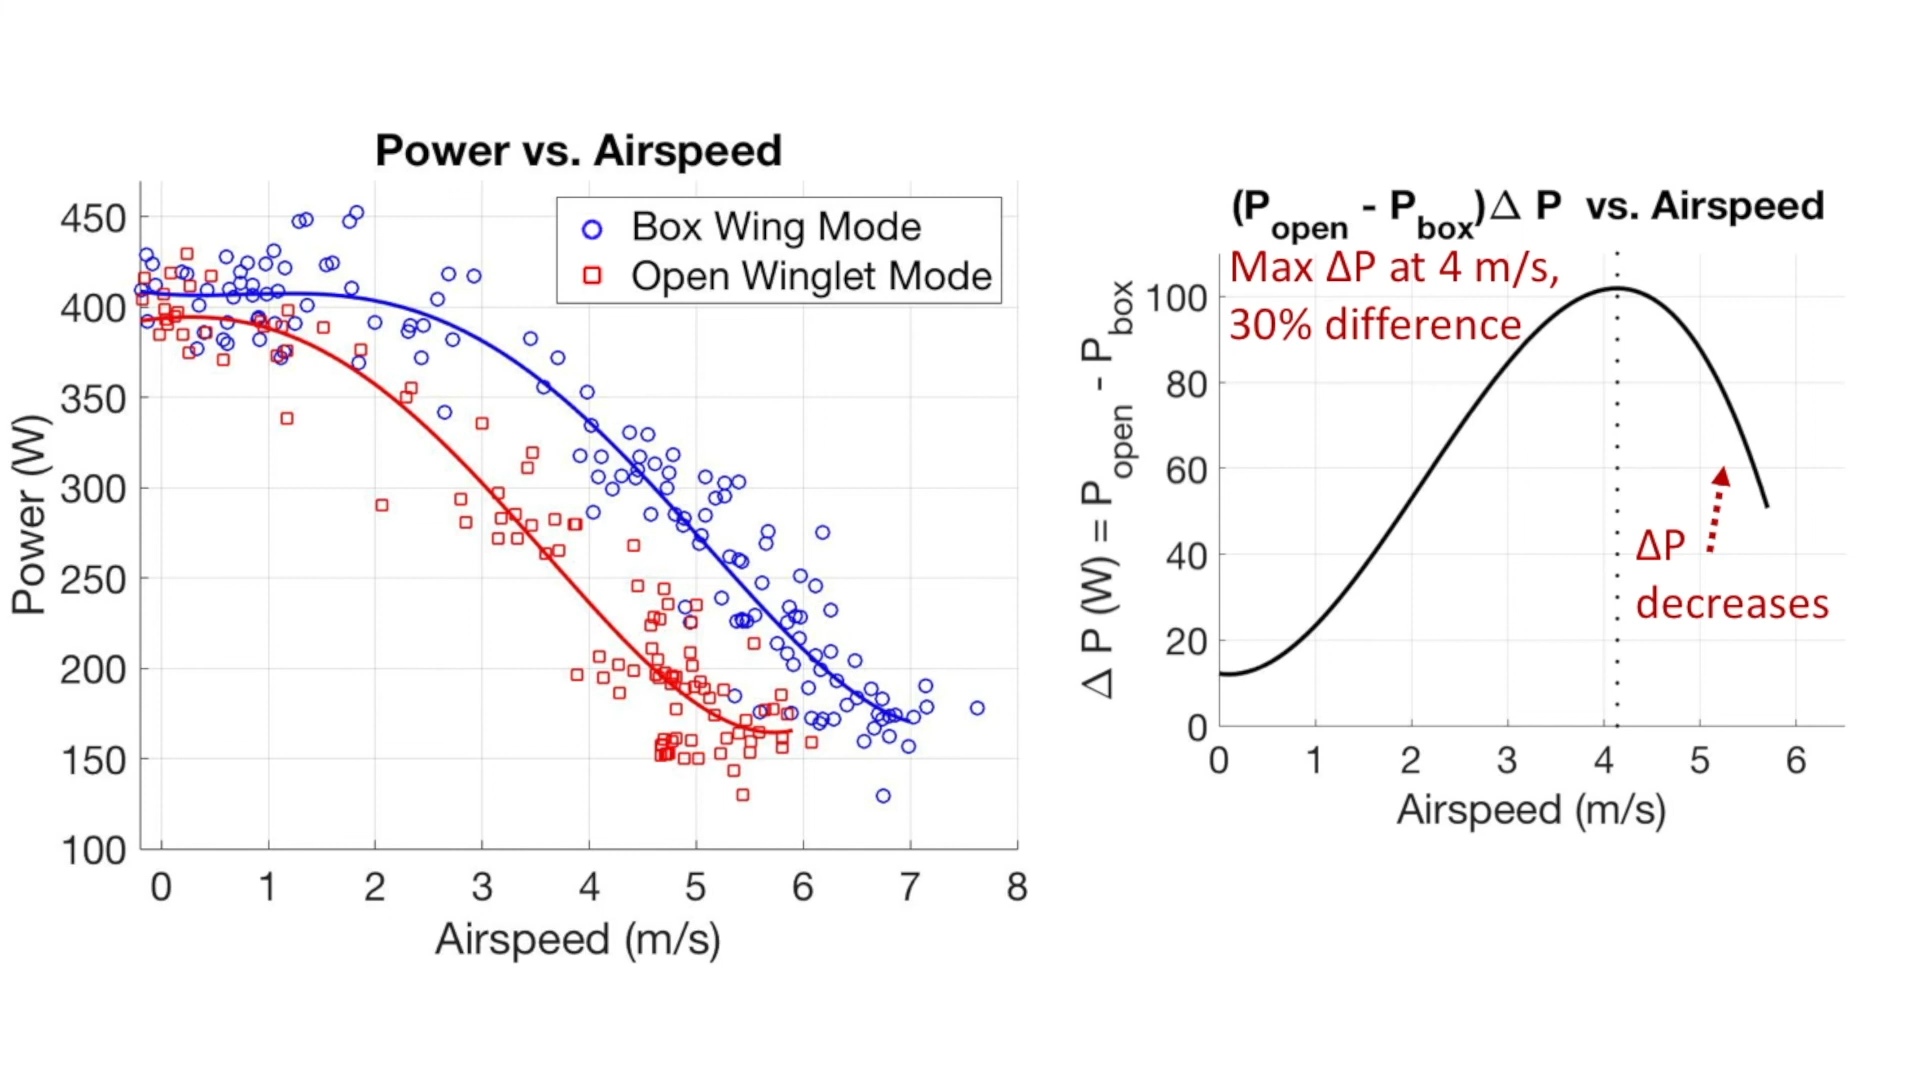 Power vs. Airspeed
Box Wing Mode
Open Winglet Mode
Power (W)
450
400
350
300
250
200
150
100
0 1 2 3 4 5 6 7 8
Airspeed (m/s)
(Popen - Pbox)Δ P vs. Airspeed
Max ΔP at 4 m/s,
30% difference
Δ P (W) = Popen - Pbox
100
80
60
40
20
0
ΔP
decreases
0 1 2 3 4 5 6
Airspeed (m/s)